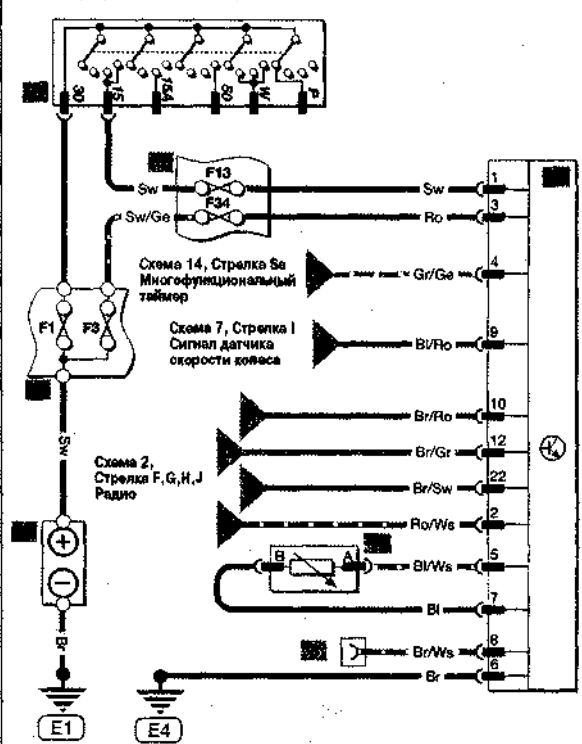 30 15 15A 50 W P
F13
Sw Sw 1
F34
Sw/Ge Ro 3
Схема 14, Стрелка Sa
Многофункциональный
таймер
Gr/Ge 4
F1 F3
Схема 7, Стрелка I
Сигнал датчика
скорости колеса
Bl/Ro 9
Br/Ro 10
Sw
Br/Gr 12
Схема 2,
Стрелка F,G,H,J
Радио
Br/Sw 22
Ro/Ws 2
B A Bl/Ws 5
Bl 7
Br
Br/Ws 8
Br 6
E1 E4